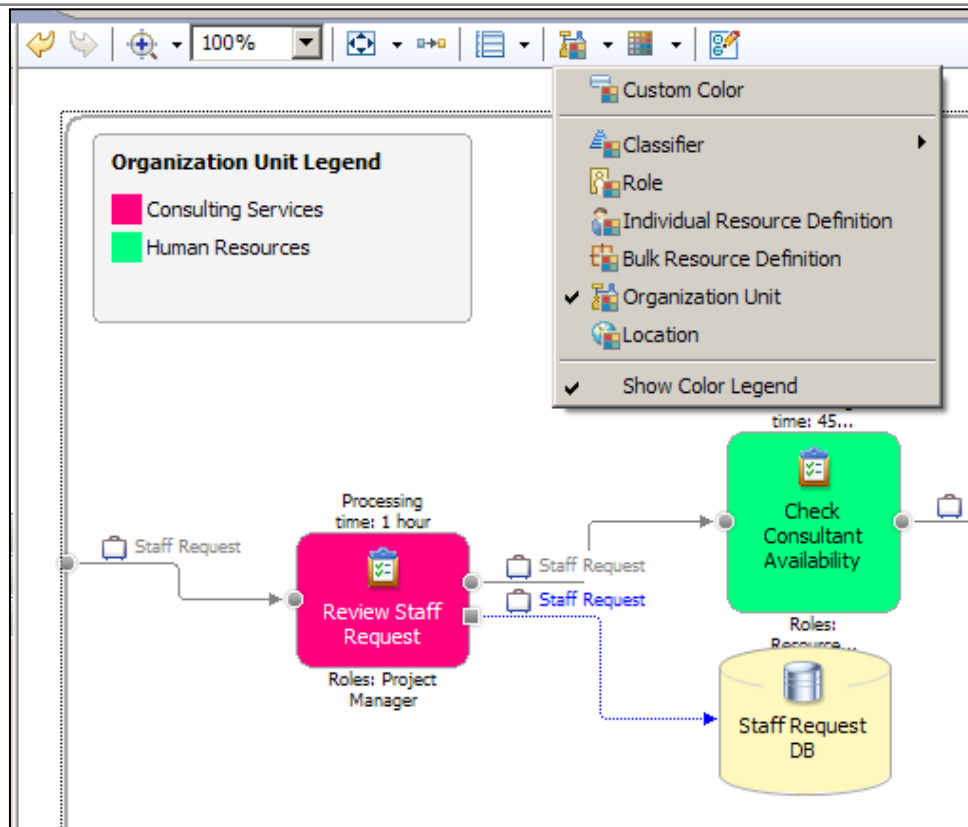 100%
Custom Color
Classifier
Role
Individual Resource Definition
Bulk Resource Definition
Organization Unit
Location
Show Color Legend
Organization Unit Legend
Consulting Services
Human Resources
Staff Request
Processing
time: 1 hour
Review Staff
Request
Roles: Project
Manager
Staff Request
Staff Request
time: 45...
Check
Consultant
Availability
Roles:
Resource...
Staff Request
DB